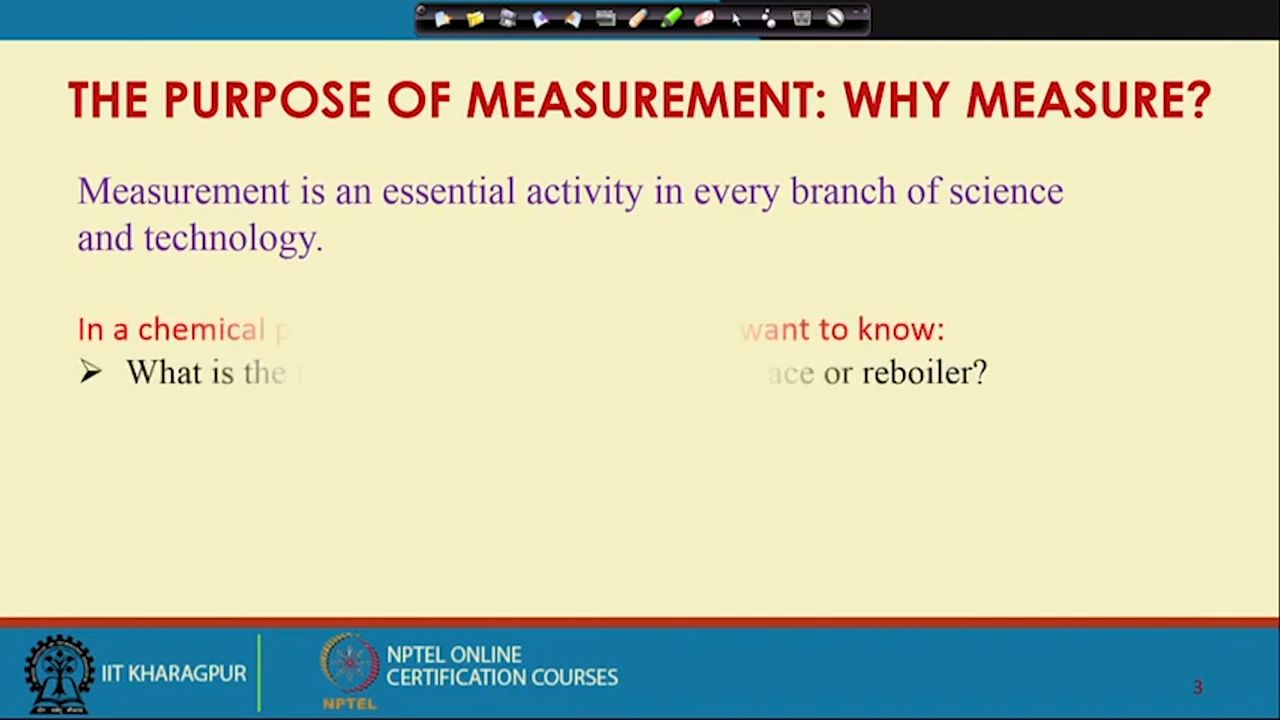 THE PURPOSE OF MEASUREMENT: WHY MEASURE?
Measurement is an essential activity in every branch of science
and technology.
In a chemical want to know:
➢ What is the or reboiler?
IIT KHARAGPUR
NPTEL ONLINE
CERTIFICATION COURSES
NPTEL
3